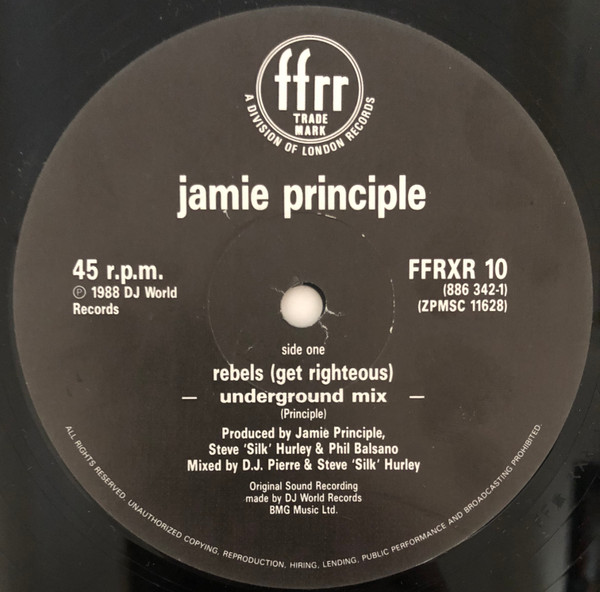 ffrr
TRADE
MARK
A DIVISION OF LONDON RECORDS
jamie principle
45 r.p.m.
℗ 1988 DJ World
Records
FFRXR 10
(886 342-1)
(ZPMSC 11628)
side one
rebels (get righteous)
— underground mix —
(Principle)
Produced by Jamie Principle,
Steve 'Silk' Hurley & Phil Balsano
Mixed by D.J. Pierre & Steve 'Silk' Hurley
Original Sound Recording
made by DJ World Records
BMG Music Ltd.
ALL RIGHTS RESERVED. UNAUTHORIZED COPYING, REPRODUCTION, HIRING, LENDING, PUBLIC PERFORMANCE AND BROADCASTING PROHIBITED.